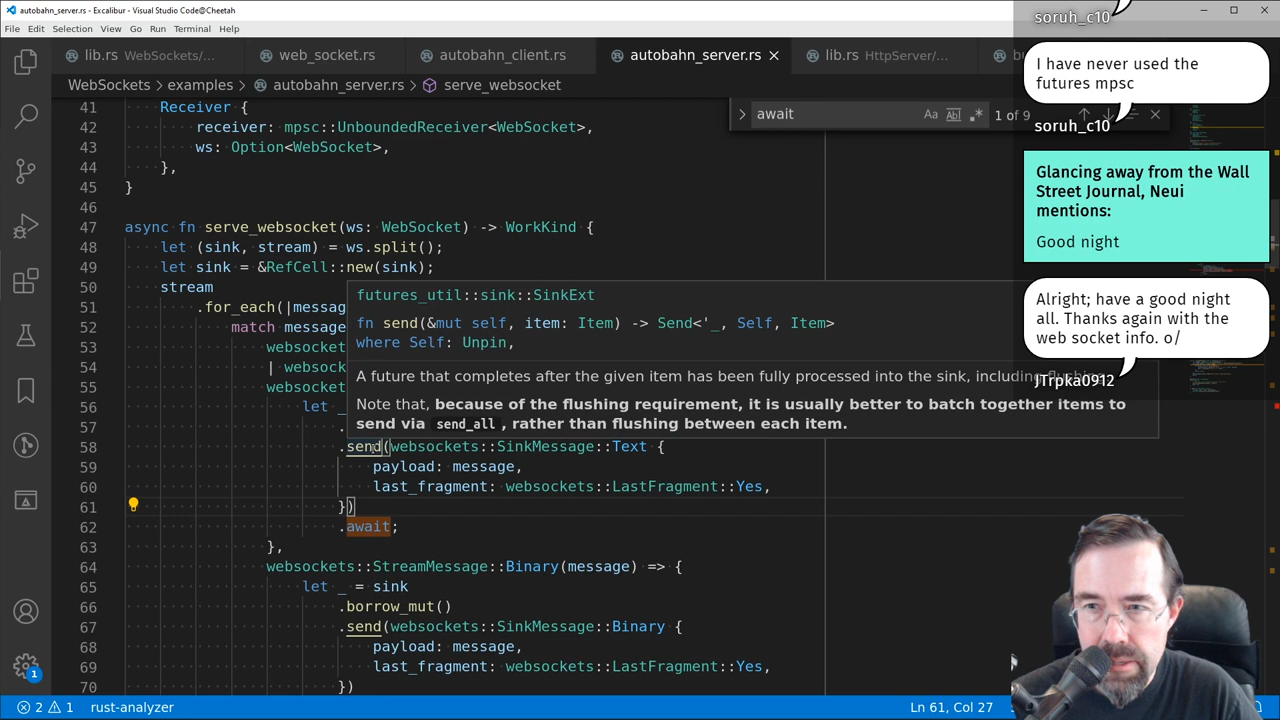 autobahn_server.rs - Excalibur - Visual Studio Code@Cheetah
File Edit Selection View Go Run Terminal Help
lib.rs WebSockets/... web_socket.rs autobahn_client.rs autobahn_server.rs lib.rs HttpServer/...
WebSockets > examples > autobahn_server.rs > serve_websocket
await Aa Abl .* 1 of 9
41 Receiver {
42 receiver: mpsc::UnboundedReceiver<WebSocket>,
43 ws: Option<WebSocket>,
44 },
45 }
46
47 async fn serve_websocket(ws: WebSocket) -> WorkKind {
48 let (sink, stream) = ws.split();
49 let sink = &RefCell::new(sink);
50 stream
51 .for_each(|messag
52 match message
53 websocket
54 | websock
55 websocket
56 let _
57 .
58 .send(websockets::SinkMessage::Text {
59 payload: message,
60 last_fragment: websockets::LastFragment::Yes,
61 })
62 .await;
63 },
64 websockets::StreamMessage::Binary(message) => {
65 let _ = sink
66 .borrow_mut()
67 .send(websockets::SinkMessage::Binary {
68 payload: message,
69 last_fragment: websockets::LastFragment::Yes,
70 })
futures_util::sink::SinkExt
fn send(&mut self, item: Item) -> Send<'_, Self, Item>
where Self: Unpin,
A future that completes after the given item has been fully processed into the sink, including flushing.
Note that, because of the flushing requirement, it is usually better to batch together items to
send via send_all, rather than flushing between each item.
soruh_c10
I have never used the
futures mpsc
soruh_c10
Glancing away from the Wall
Street Journal, Neui
mentions:
Good night
Alright; have a good night
all. Thanks again with the
web socket info. o/
JTrpka0912
1
2 1 rust-analyzer Ln 61, Col 27